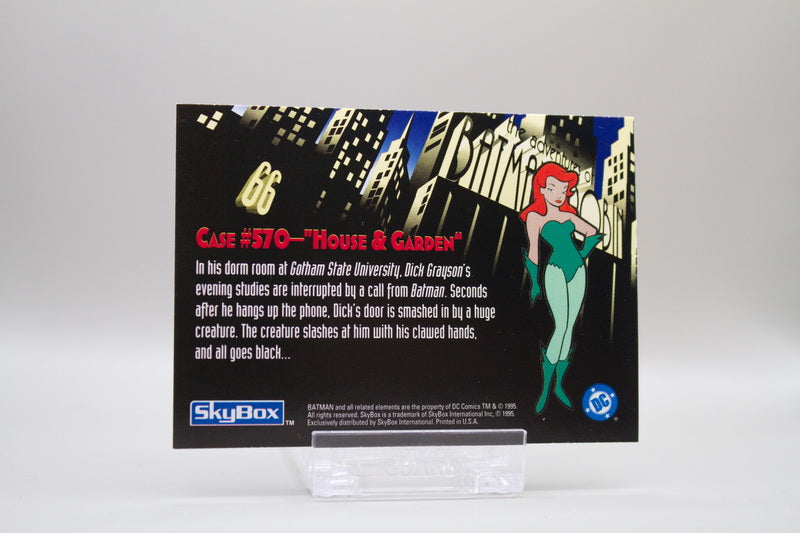 the adventures of
BATMAN
ROBIN
66
CASE #570—"HOUSE & GARDEN"
In his dorm room at Gotham State University, Dick Grayson's
evening studies are interrupted by a call from Batman. Seconds
after he hangs up the phone, Dick's door is smashed in by a huge
creature. The creature slashes at him with his clawed hands,
and all goes black...
SKYBOX TM
BATMAN and all related elements are the property of DC Comics TM & © 1995.
All rights reserved. SkyBox is a trademark of SkyBox International Inc, © 1995.
Exclusively distributed by SkyBox International. Printed in U.S.A.
DC ®
GUARD